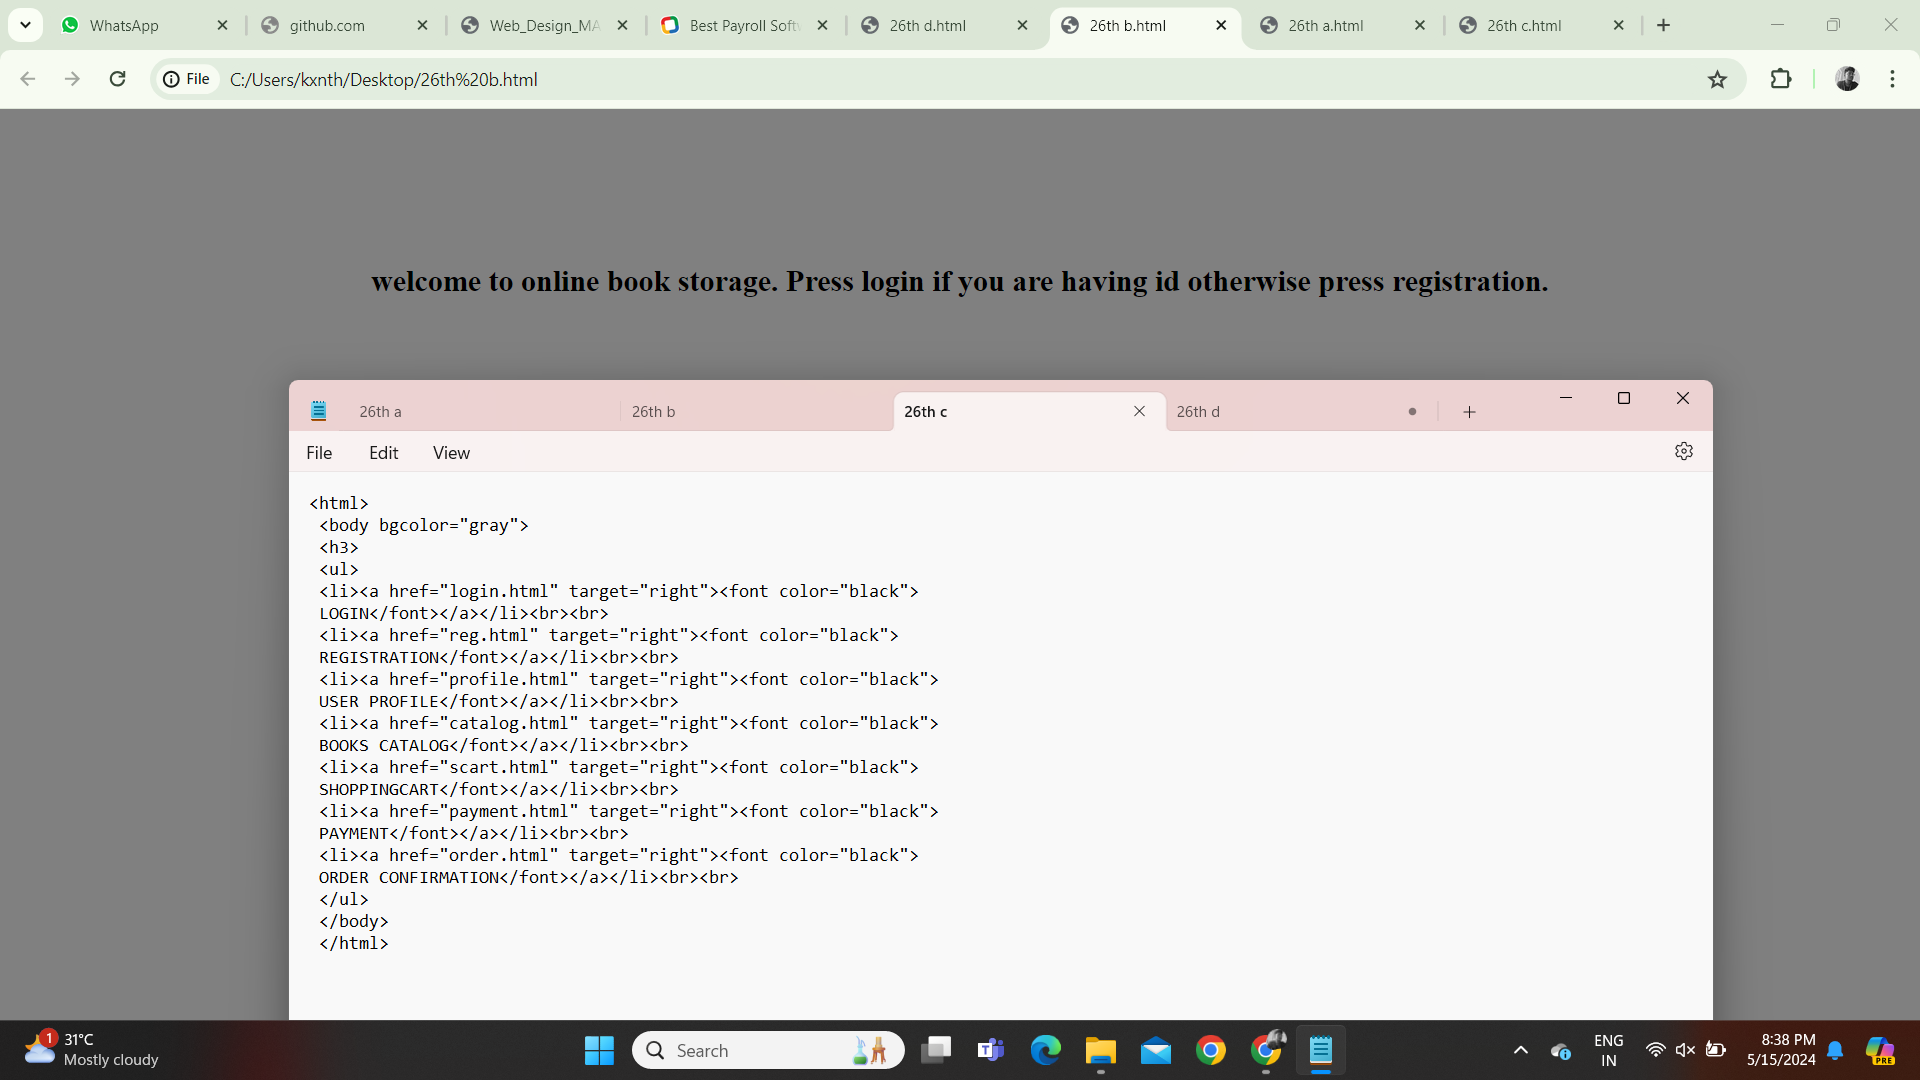 WhatsApp
github.com
Web_Design_MA
Best Payroll Soft
26th d.html
26th b.html
26th a.html
26th c.html
File
C:/Users/kxnth/Desktop/26th%20b.html
welcome to online book storage. Press login if you are having id otherwise press registration.
26th a
26th b
26th c
26th d
File
Edit
View
<html>
<body bgcolor="gray">
<h3>
<ul>
<li><a href="login.html" target="right"><font color="black">
LOGIN</font></a></li><br><br>
<li><a href="reg.html" target="right"><font color="black">
REGISTRATION</font></a></li><br><br>
<li><a href="profile.html" target="right"><font color="black">
USER PROFILE</font></a></li><br><br>
<li><a href="catalog.html" target="right"><font color="black">
BOOKS CATALOG</font></a></li><br><br>
<li><a href="scart.html" target="right"><font color="black">
SHOPPINGCART</font></a></li><br><br>
<li><a href="payment.html" target="right"><font color="black">
PAYMENT</font></a></li><br><br>
<li><a href="order.html" target="right"><font color="black">
ORDER CONFIRMATION</font></a></li><br><br>
</ul>
</body>
</html>
1
31°C
Mostly cloudy
Search
ENG
IN
8:38 PM
5/15/2024
PRE